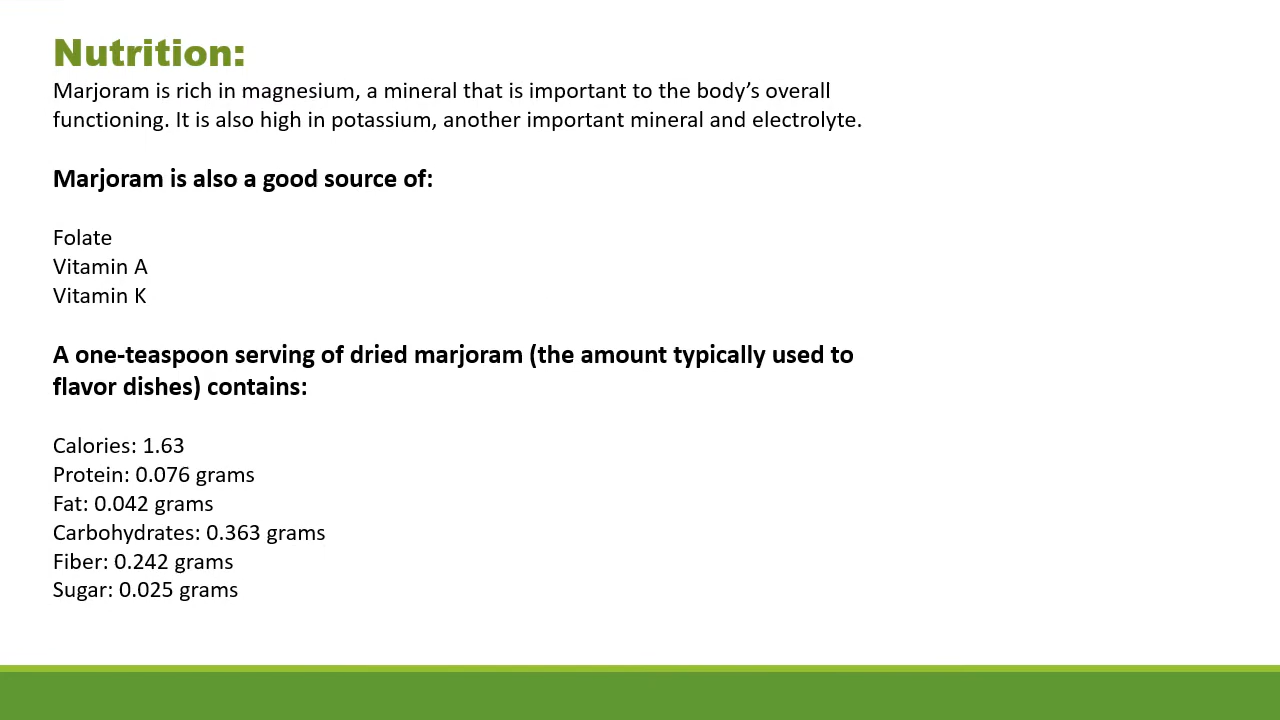 Nutrition:
Marjoram is rich in magnesium, a mineral that is important to the body’s overall
functioning. It is also high in potassium, another important mineral and electrolyte.
Marjoram is also a good source of:
Folate
Vitamin A
Vitamin K
A one-teaspoon serving of dried marjoram (the amount typically used to
flavor dishes) contains:
Calories: 1.63
Protein: 0.076 grams
Fat: 0.042 grams
Carbohydrates: 0.363 grams
Fiber: 0.242 grams
Sugar: 0.025 grams